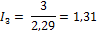 I₃ = 3 / 2,29 = 1,31